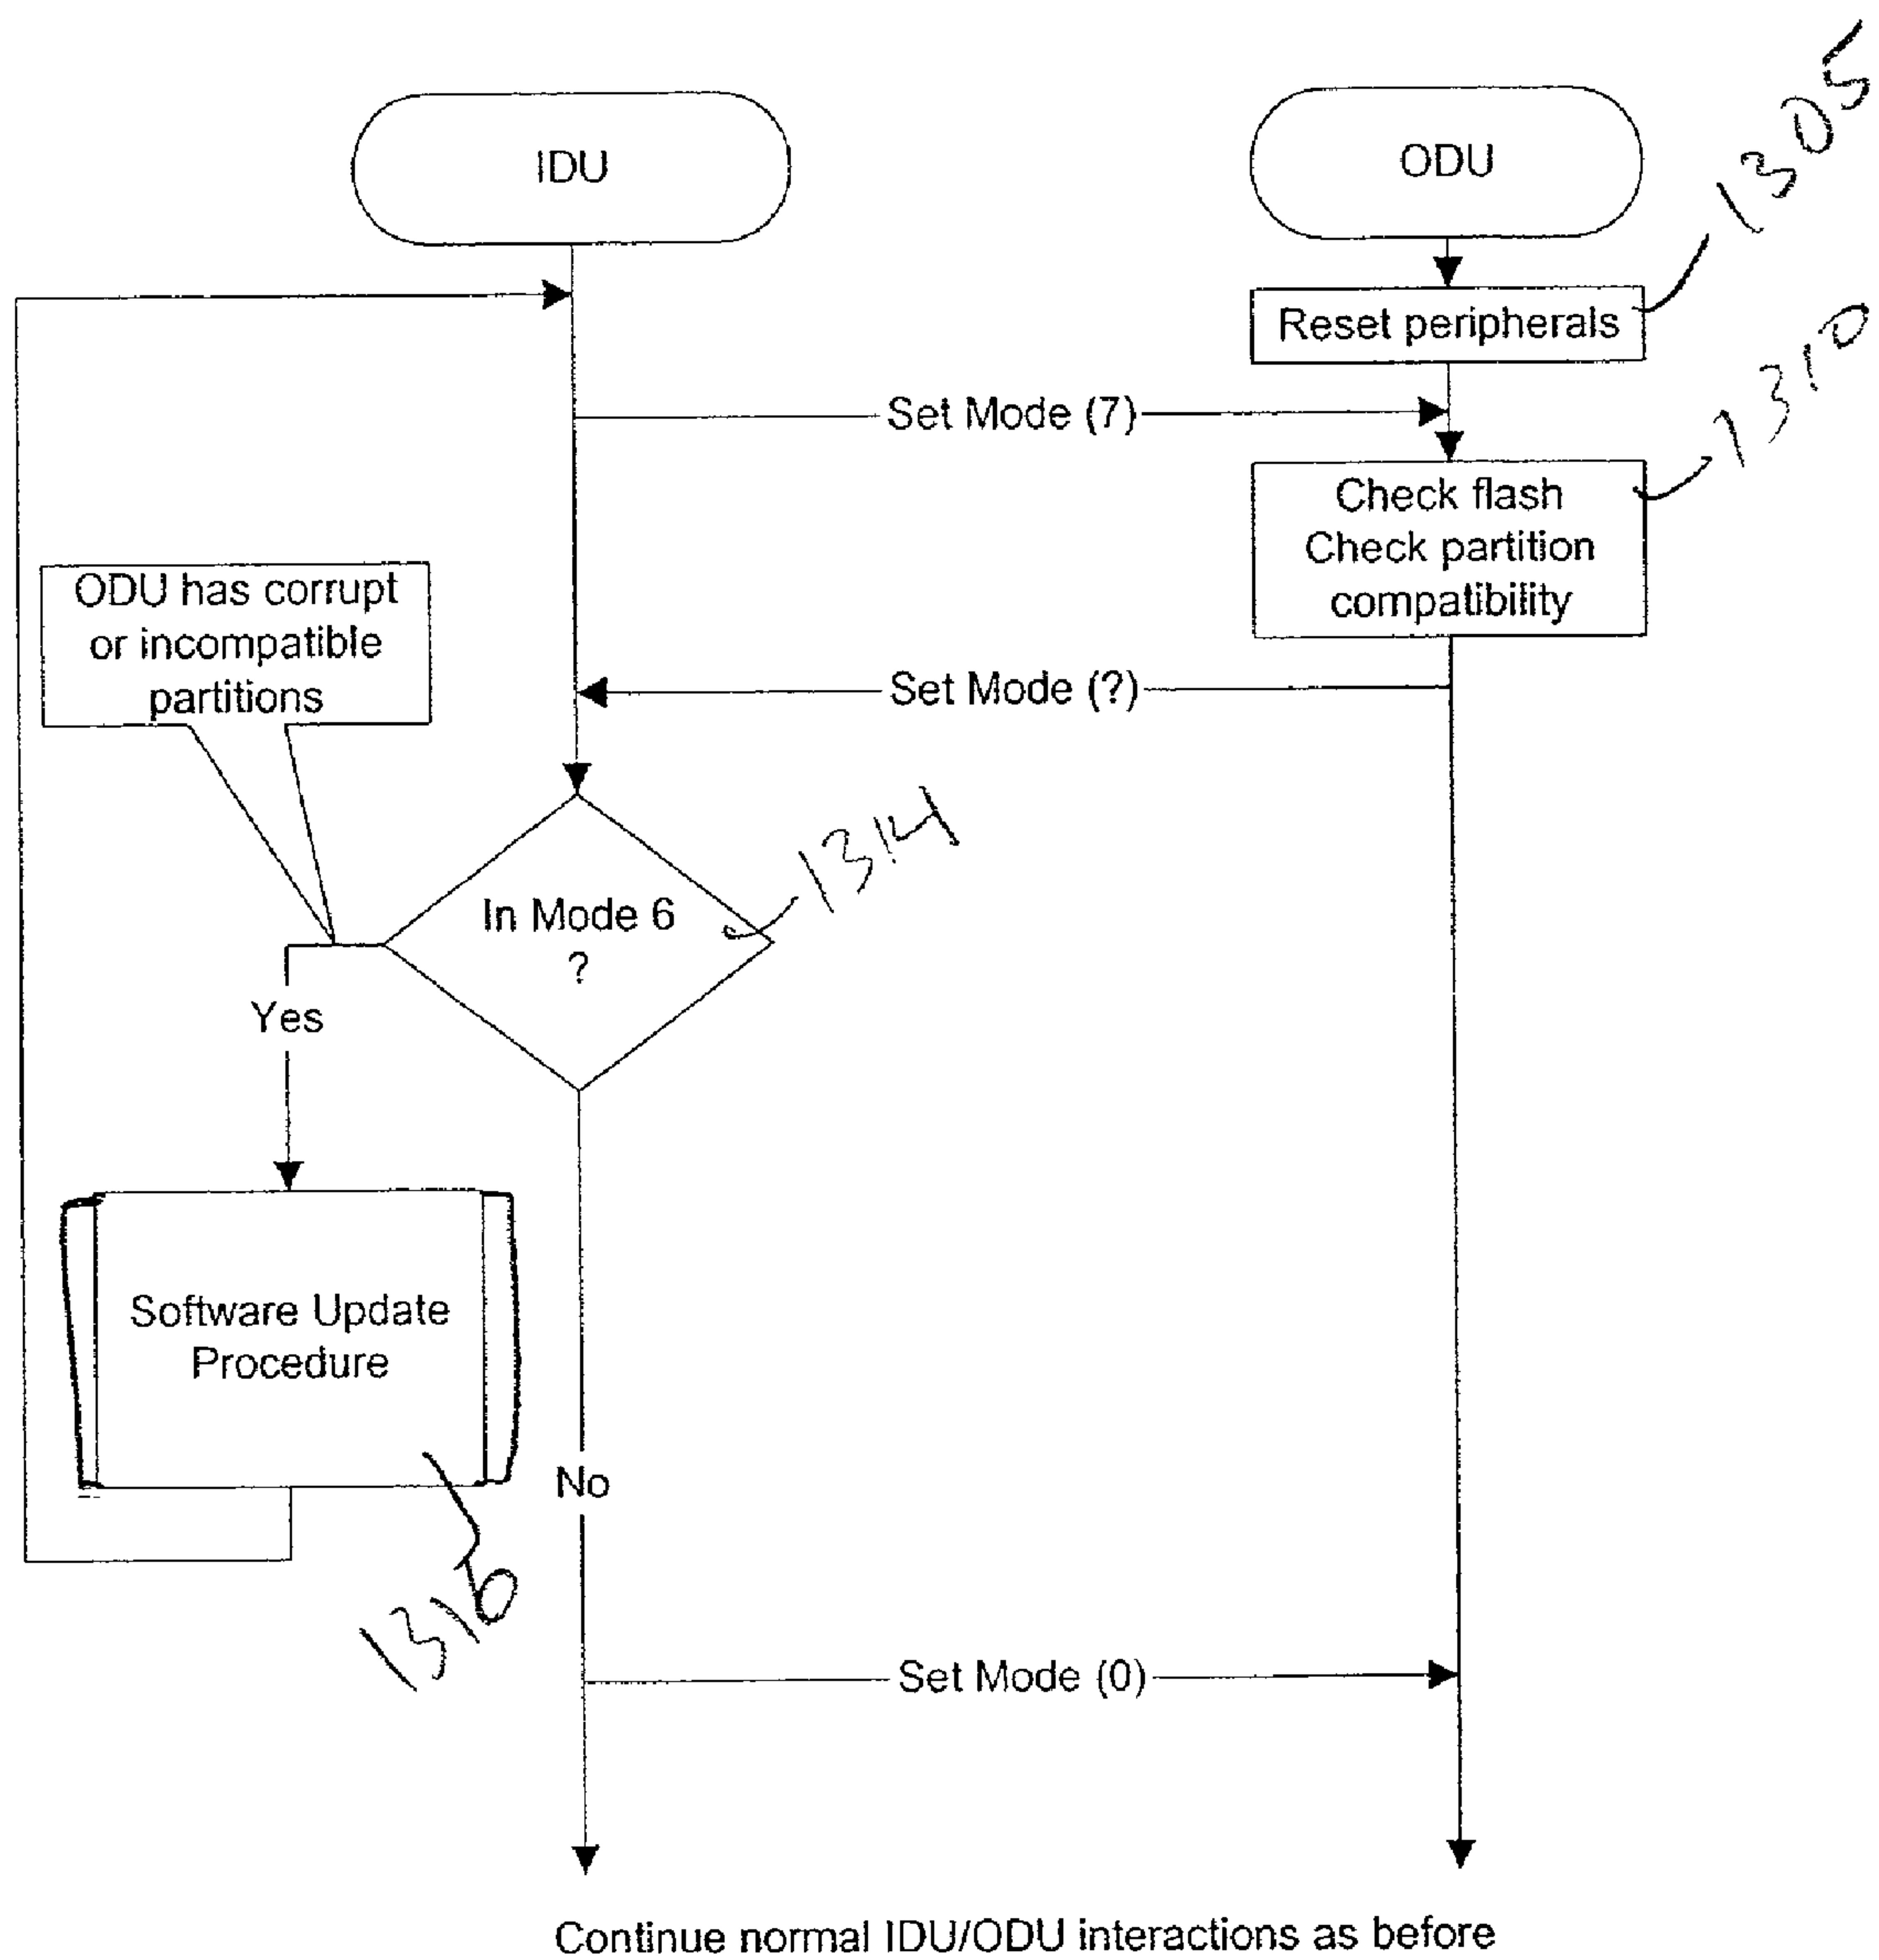 IDU
ODU
1305
Reset peripherals
1310
Set Mode (7)
Check flash
Check partition
compatibility
ODU has corrupt
or incompatible
partitions
Set Mode (?)
1314
In Mode 6
?
Yes
Software Update
Procedure
No
1316
Set Mode (0)
Continue normal IDU/ODU interactions as before